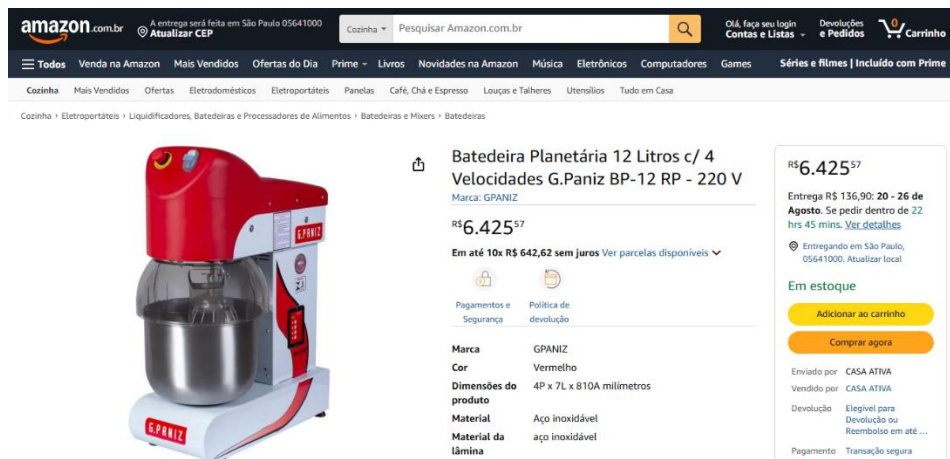 amazon.com.br
A entrega será feita em São Paulo 05641000
Atualizar CEP
Cozinha
Pesquisar Amazon.com.br
Olá, faça seu login
Contas e Listas
Devoluções
e Pedidos
0
Carrinho
Todos Venda na Amazon Mais Vendidos Ofertas do Dia Prime Livros Novidades na Amazon Música Eletrônicos Computadores Games Séries e filmes | Incluído com Prime
Cozinha Mais Vendidos Ofertas Eletrodomésticos Eletroportáteis Panelas Café, Chá e Espresso Louças e Talheres Utensílios Tudo em Casa
Cozinha › Eletroportáteis › Liquidificadores, Batedeiras e Processadores de Alimentos › Batedeiras e Mixers › Batedeiras
G.PANIZ
G.PANIZ
Batedeira Planetária 12 Litros c/ 4
Velocidades G.Paniz BP-12 RP - 220 V
Marca: GPANIZ
R$6.42557
Em até 10x R$ 642,62 sem juros Ver parcelas disponíveis
Pagamentos e
Segurança
Política de
devolução
Marca GPANIZ
Cor Vermelho
Dimensões do
produto
4P x 7L x 810A milímetros
Material Aço inoxidável
Material da
lâmina
aço inoxidável
R$6.42557
Entrega R$ 136,90: 20 - 26 de
Agosto. Se pedir dentro de 22
hrs 45 mins. Ver detalhes
Entregando em São Paulo,
05641000. Atualizar local
Em estoque
Adicionar ao carrinho
Comprar agora
Enviado por CASA ATIVA
Vendido por CASA ATIVA
Devolução Elegível para
Devolução ou
Reembolso em até ...
Pagamento Transação segura